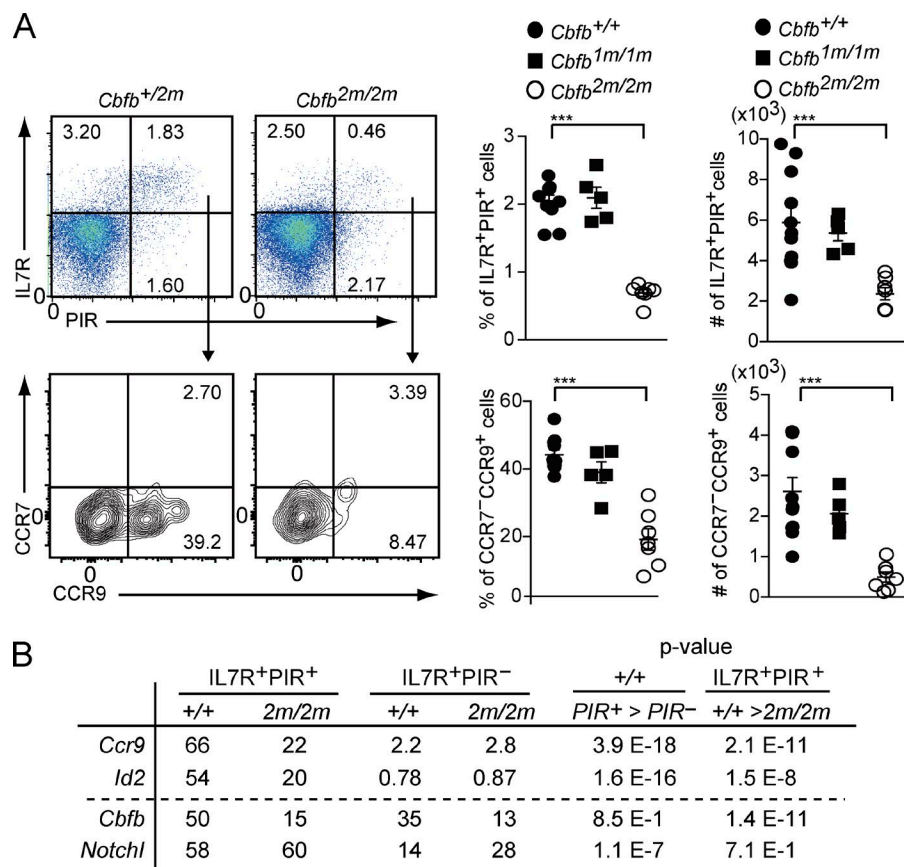 A
Cbfb+/+
Cbfb1m/1m
Cbfb2m/2m
Cbfb+/+
Cbfb1m/1m
Cbfb2m/2m
Cbfb+/2m
Cbfb2m/2m
3.20 1.83
1.60
2.50 0.46
2.17
IL7R
0
0
PIR
2.70
39.2
3.39
8.47
CCR7
0
0
0
0
CCR9
***
3
2
1
0
% of IL7R+PIR+ cells
(x10³)
***
10
8
6
4
2
0
# of IL7R+PIR+cells
***
60
40
20
0
% of CCR7−CCR9+ cells
(x10³)
***
5
4
3
2
1
0
# of CCR7−CCR9+ cells
B
p-value
IL7R+PIR+ IL7R+PIR− +/+ IL7R+PIR+
+/+ 2m/2m +/+ 2m/2m PIR+ > PIR− +/+ >2m/2m
Ccr9 66 22 2.2 2.8 3.9 E-18 2.1 E-11
Id2 54 20 0.78 0.87 1.6 E-16 1.5 E-8
Cbfb 50 15 35 13 8.5 E-1 1.4 E-11
NotchI 58 60 14 28 1.1 E-7 7.1 E-1